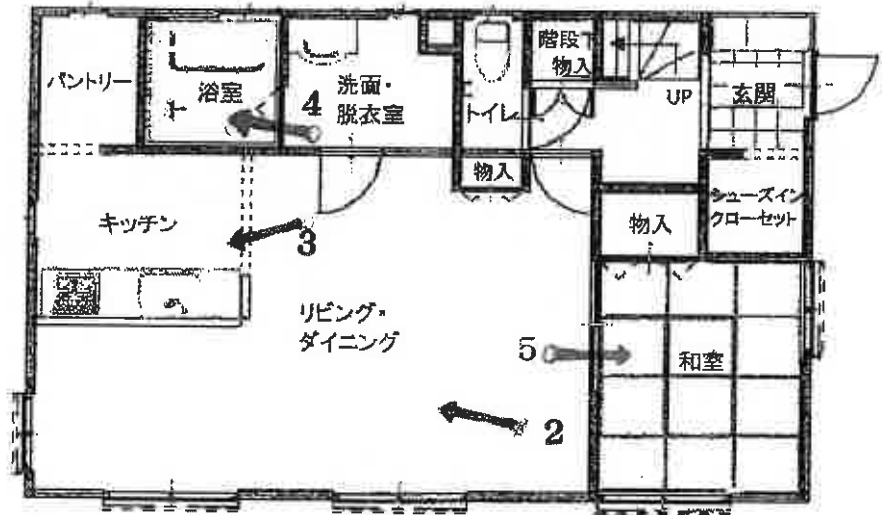 パントリー
浴室
4
洗面・
脱衣室
トイレ
階段下
物入
UP
玄関
物入
シューズイン
クローゼット
物入
キッチン
3
リビング・
ダイニング
5
和室
2